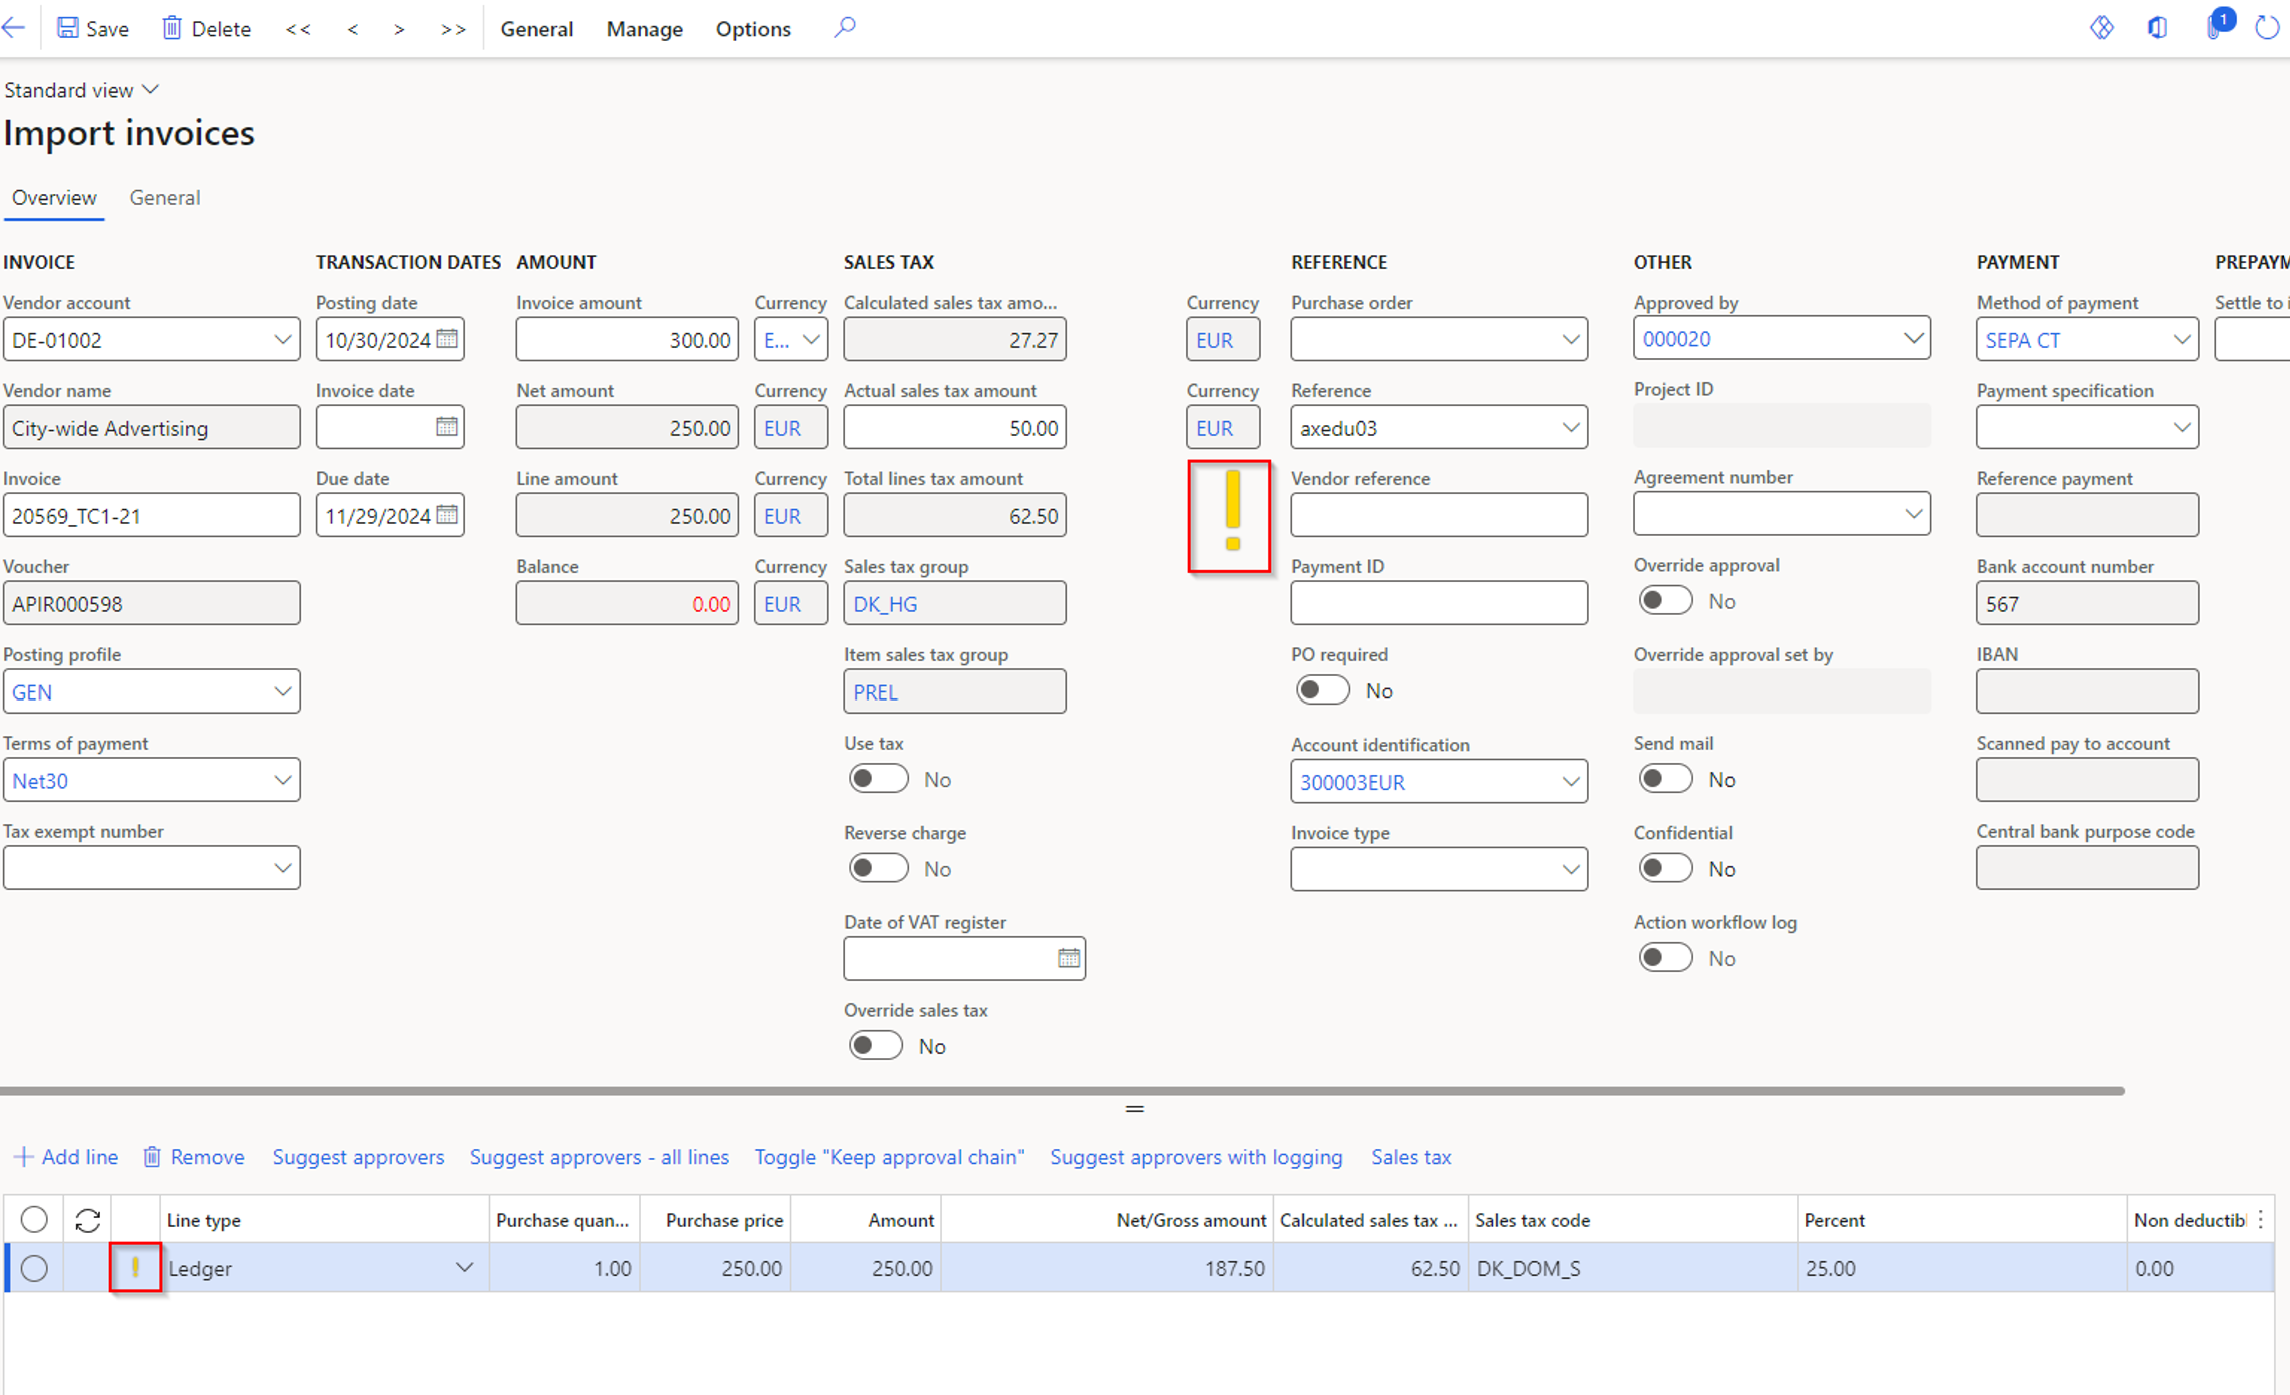 Save Delete << < > >> General Manage Options 1
Standard view
Import invoices
Overview General
INVOICE TRANSACTION DATES AMOUNT SALES TAX REFERENCE OTHER PAYMENT PREPAYM
Vendor account Posting date Invoice amount Currency Calculated sales tax amo... Currency Purchase order Approved by Method of payment Settle to i
DE-01002 10/30/2024 300.00 E... 27.27 EUR 000020 SEPA CT
Vendor name Invoice date Net amount Currency Actual sales tax amount Currency Reference Project ID Payment specification
City-wide Advertising 250.00 EUR 50.00 EUR axedu03
Invoice Due date Line amount Currency Total lines tax amount Vendor reference Agreement number Reference payment
20569_TC1-21 11/29/2024 250.00 EUR 62.50 !
Voucher Balance Currency Sales tax group Payment ID Override approval Bank account number
APIR000598 0.00 EUR DK_HG No 567
Posting profile Item sales tax group PO required Override approval set by IBAN
GEN PREL No
Terms of payment Use tax Account identification Send mail Scanned pay to account
Net30 No 300003EUR No
Tax exempt number Reverse charge Invoice type Confidential Central bank purpose code
No No
Date of VAT register Action workflow log
No
Override sales tax
No
+ Add line Remove Suggest approvers Suggest approvers - all lines Toggle "Keep approval chain" Suggest approvers with logging Sales tax
Line type Purchase quan... Purchase price Amount Net/Gross amount Calculated sales tax ... Sales tax code Percent Non deductib
! Ledger 1.00 250.00 250.00 187.50 62.50 DK_DOM_S 25.00 0.00